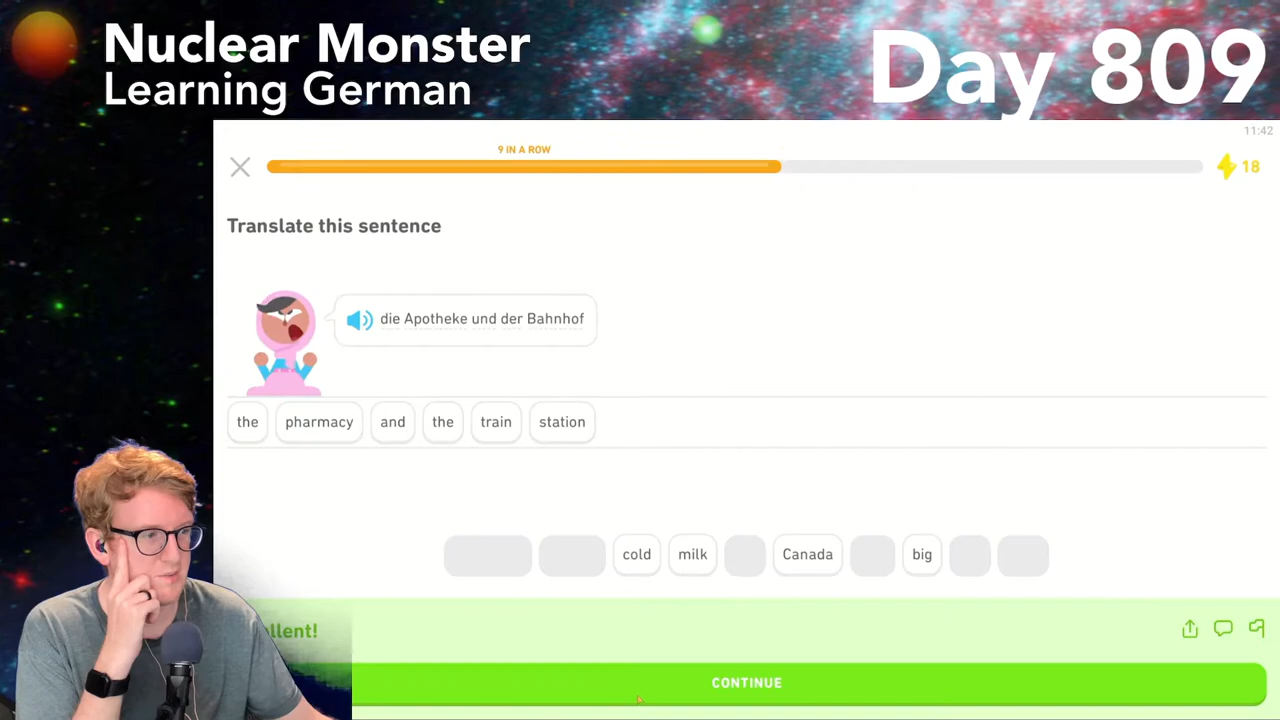 Nuclear Monster
Learning German
Day 809
11:42
9 IN A ROW
18
Translate this sentence
die Apotheke und der Bahnhof
the pharmacy and the train station
cold milk Canada big
llent!
CONTINUE